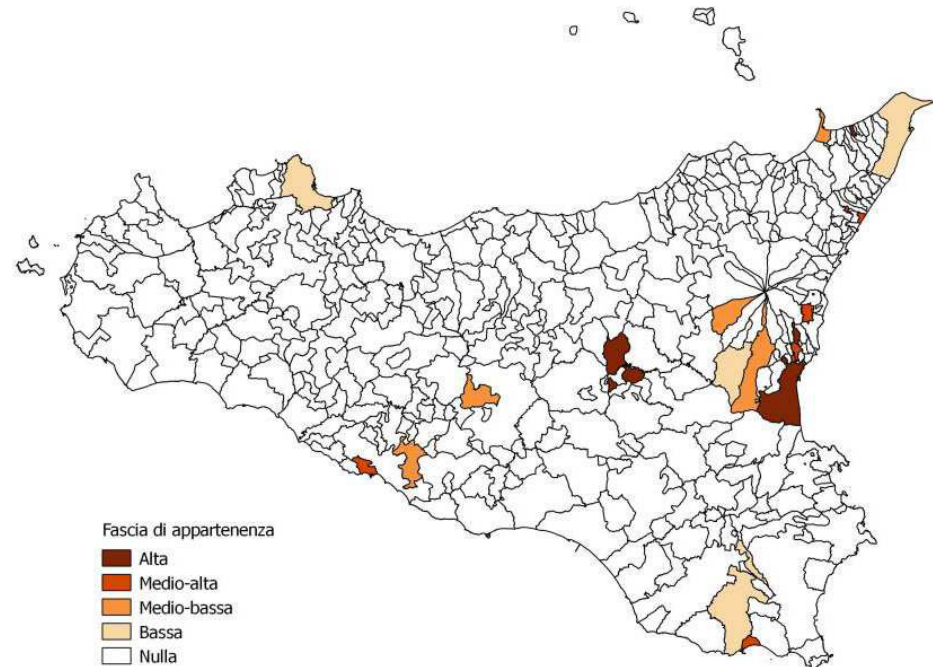 Fascia di appartenenza
Alta
Medio-alta
Medio-bassa
Bassa
Nulla